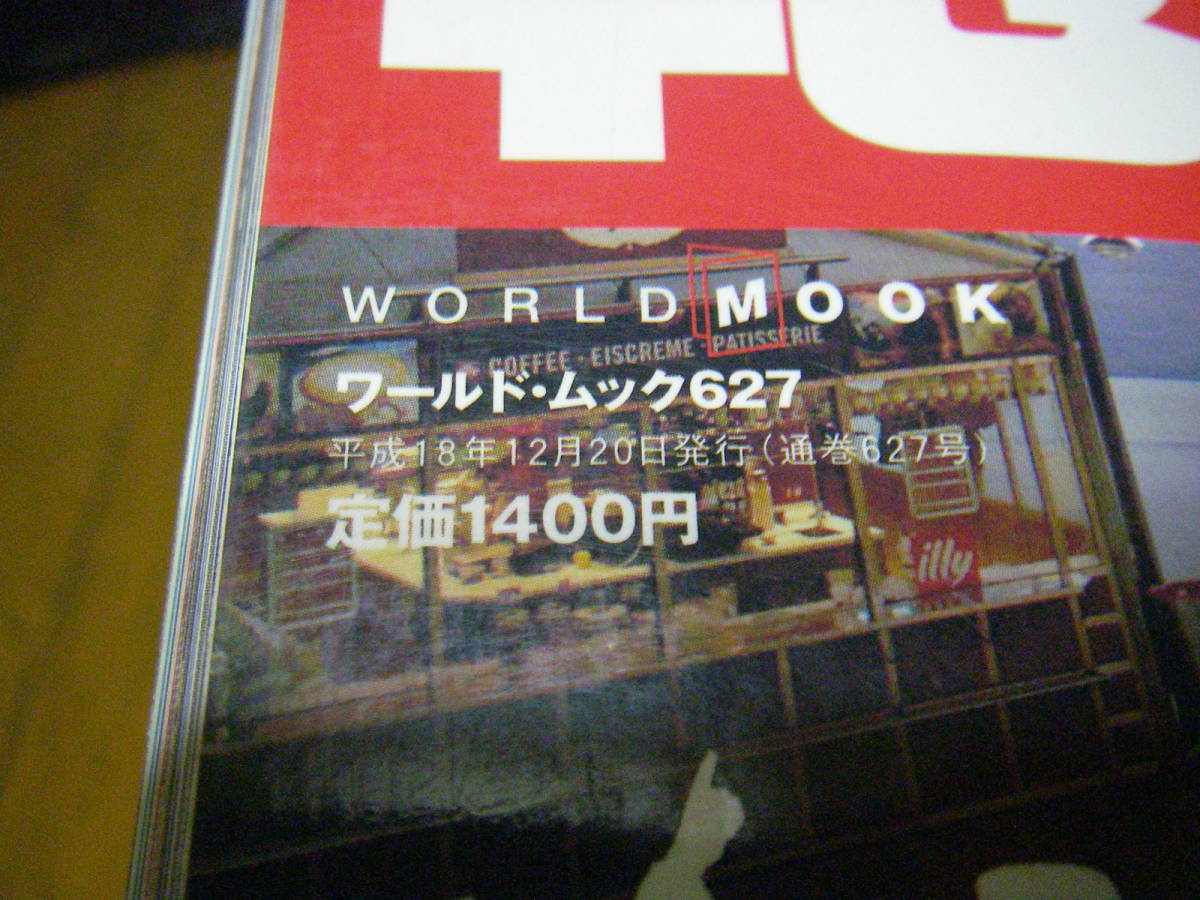 WORLD MOOK
COFFEE · EISCREME · PATISSERIE
ワールド・ムック627
平成18年12月20日発行(通巻627号)
定価1400円
illy